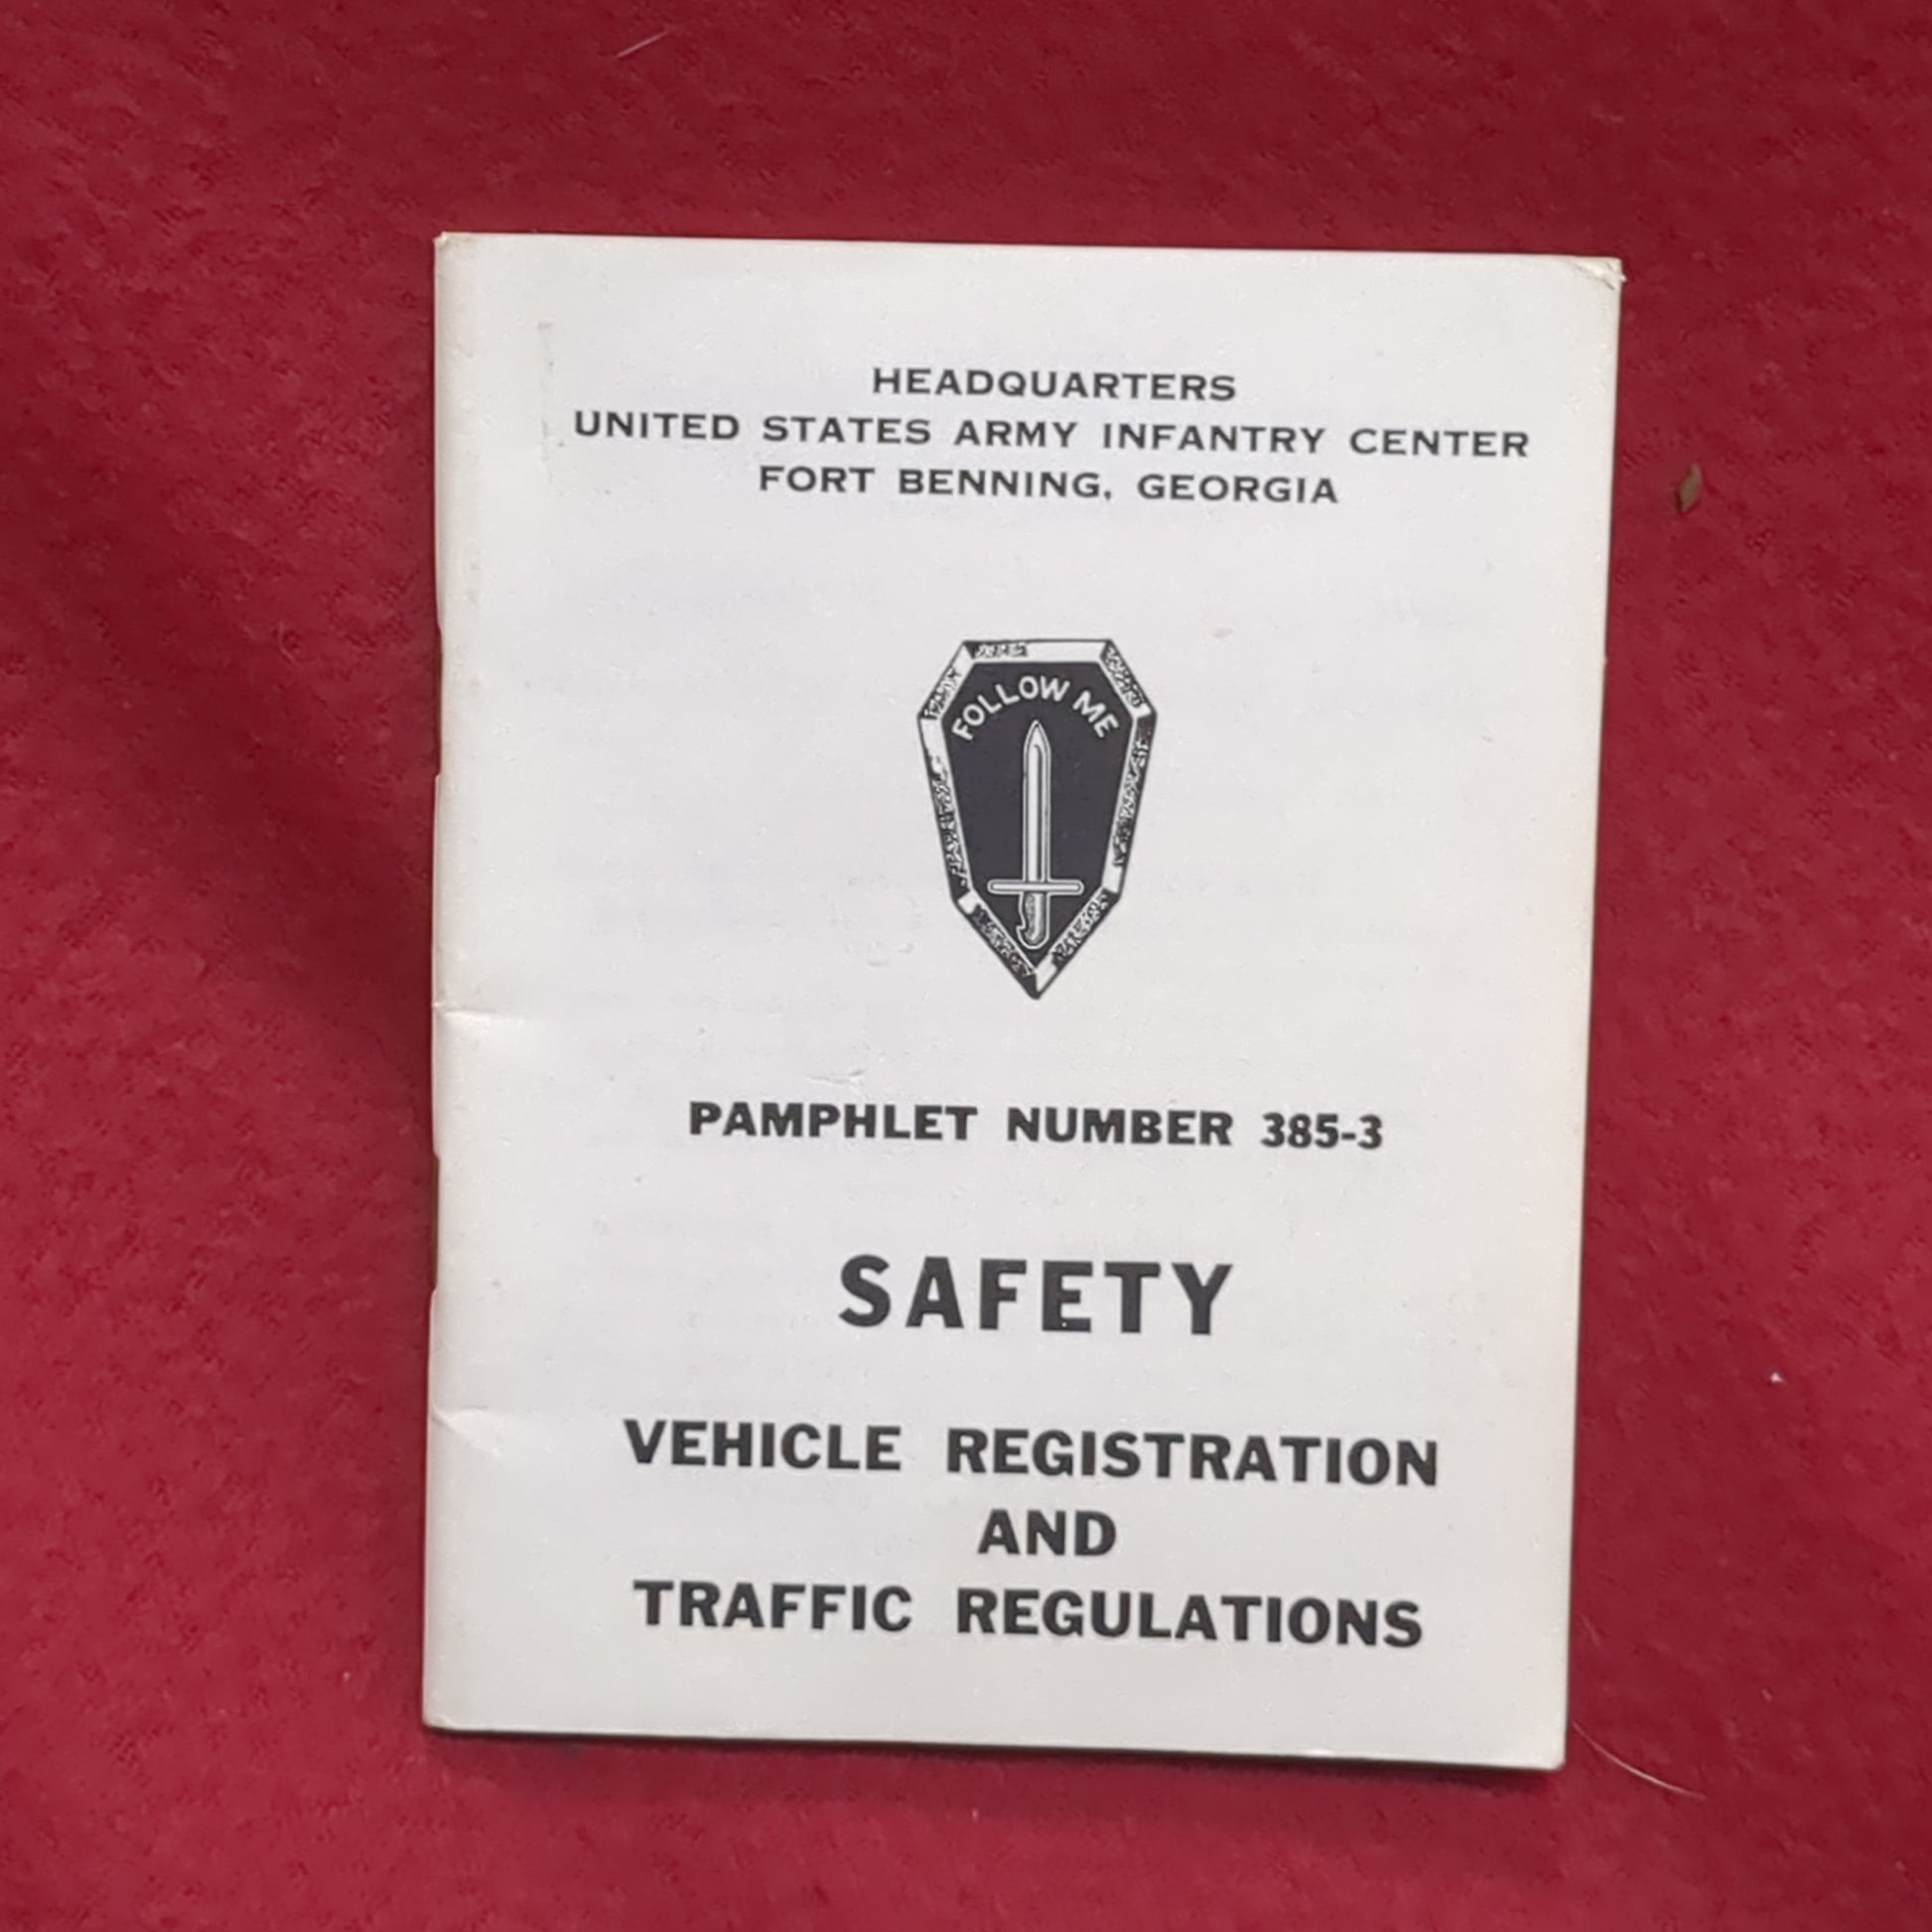 HEADQUARTERS
UNITED STATES ARMY INFANTRY CENTER
FORT BENNING, GEORGIA
FOLLOW ME
PAMPHLET NUMBER 385-3
SAFETY
VEHICLE REGISTRATION
AND
TRAFFIC REGULATIONS